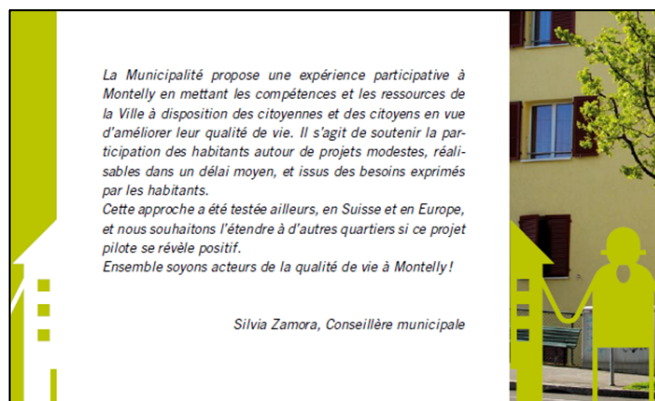 La Municipalité propose une expérience participative à
Montelly en mettant les compétences et les ressources de
la Ville à disposition des citoyennes et des citoyens en vue
d'améliorer leur qualité de vie. Il s'agit de soutenir la par-
ticipation des habitants autour de projets modestes, réali-
sables dans un délai moyen, et issus des besoins exprimés
par les habitants.
Cette approche a été testée ailleurs, en Suisse et en Europe,
et nous souhaitons l'étendre à d'autres quartiers si ce projet
pilote se révèle positif.
Ensemble soyons acteurs de la qualité de vie à Montelly !
Silvia Zamora, Conseillère municipale